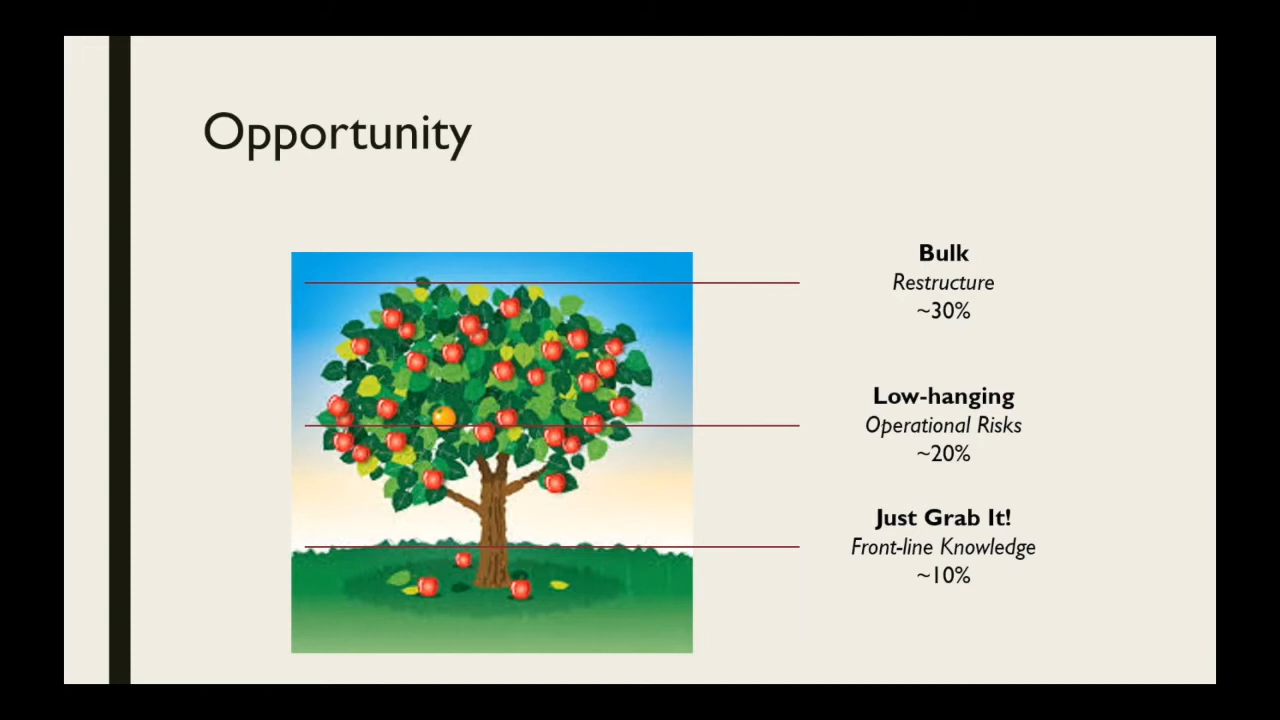 Opportunity
Bulk
Restructure
~30%
Low-hanging
Operational Risks
~20%
Just Grab It!
Front-line Knowledge
~10%